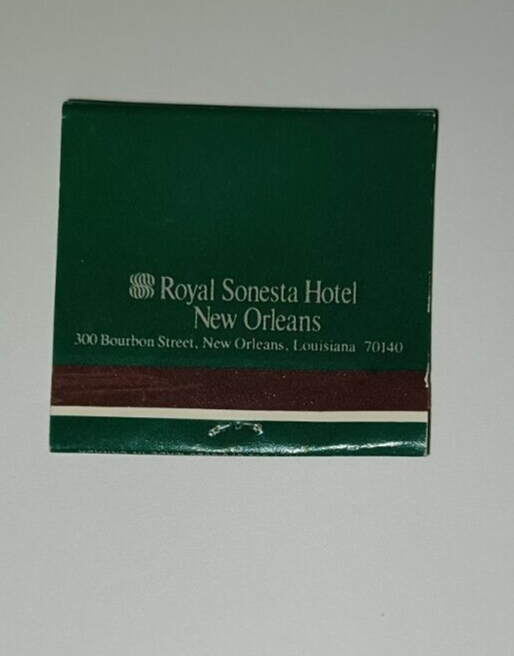 Royal Sonesta Hotel
New Orleans
300 Bourbon Street, New Orleans, Louisiana 70140